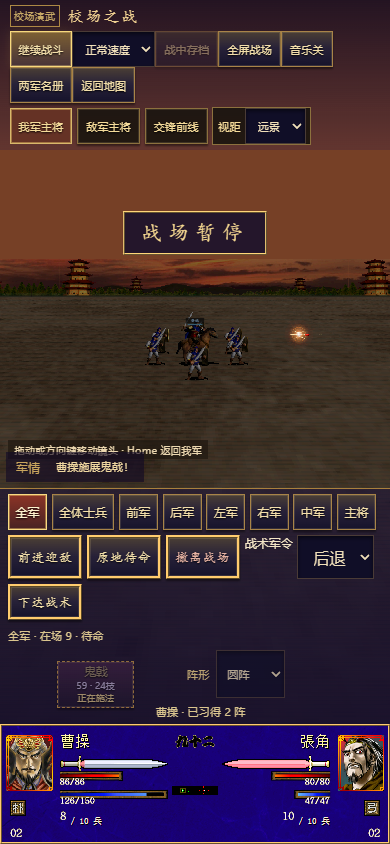 校场演武 校场之战
继续战斗 正常速度 战中存档 全屏战场 音乐关
两军名册 返回地图
我军主将 敌军主将 交锋前线 视距 远景
战场暂停
拖动或方向键移动镜头 · Home 返回我军
军情 曹操施展鬼戟!
全军 全体士兵 前军 后军 左军 右军 中军 主将
前进迎敌 原地待命 撤离战场 战术军令 后退
下达战术
全军 · 在场 9 · 待命
鬼戟
59 · 24技
正在施法
阵形 圆阵
曹操 · 已习得 2 阵
曹操 張角
86/86 80/80
126/150 47/47
8 / 10 兵 10 / 10 兵
02 02